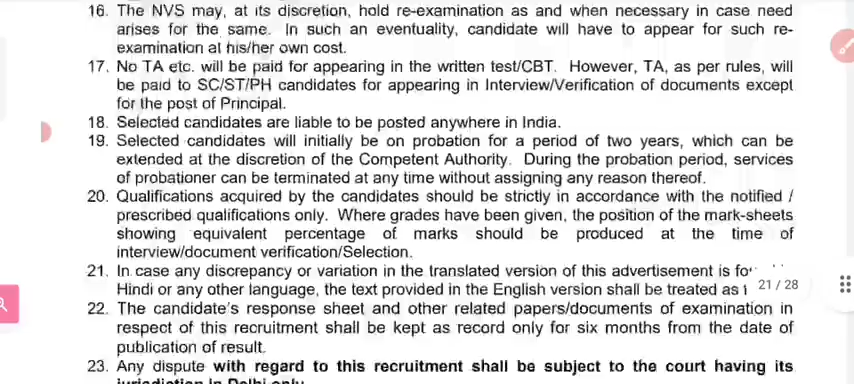 16. The NVS may, at its discretion, hold re-examination as and when necessary in case need
arises for the same. In such an eventuality, candidate will have to appear for such re-
examination at his/her own cost.
17. No TA etc. will be paid for appearing in the written test/CBT. However, TA, as per rules, will
be paid to SC/ST/PH candidates for appearing in Interview/Verification of documents except
for the post of Principal.
18. Selected candidates are liable to be posted anywhere in India.
19. Selected candidates will initially be on probation for a period of two years, which can be
extended at the discretion of the Competent Authority. During the probation period, services
of probationer can be terminated at any time without assigning any reason thereof.
20. Qualifications acquired by the candidates should be strictly in accordance with the notified /
prescribed qualifications only. Where grades have been given, the position of the mark-sheets
showing equivalent percentage of marks should be produced at the time of
interview/document verification/Selection.
21. In case any discrepancy or variation in the translated version of this advertisement is
Hindi or any other language, the text provided in the English version shall be treated as
21 / 28
22. The candidate's response sheet and other related papers/documents of examination in
respect of this recruitment shall be kept as record only for six months from the date of
publication of result.
23. Any dispute with regard to this recruitment shall be subject to the court having its
jurisdiction in Delhi only